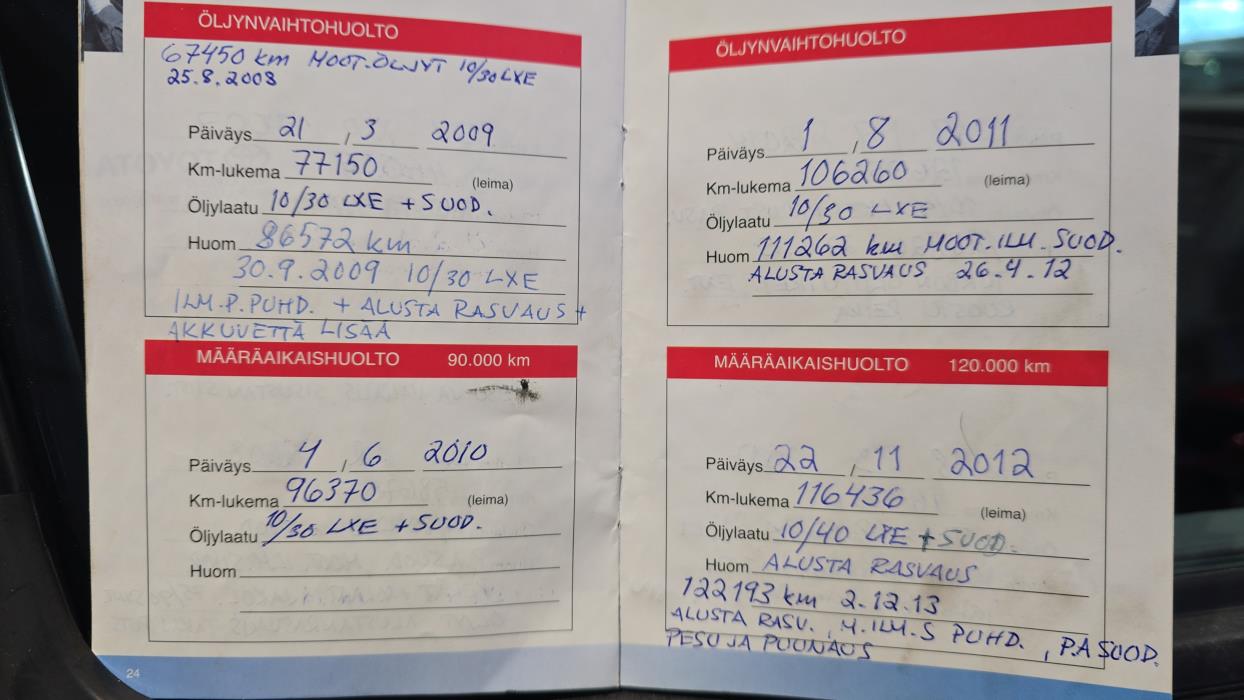 ÖLJYNVAIHTOHUOLTO
67450 km MOOT.ÖLJYT 10/30 LXE
25.8.2008
Päiväys 21 , 3 2009
Km-lukema 77150 (leima)
Öljylaatu 10/30 LXE + SUOD.
Huom 86572 km
30.9.2009 10/30 LXE
ILM.P.PUHD. + ALUSTA RASVAUS +
AKKUVETTÄ LISÄÄ
MÄÄRÄAIKAISHUOLTO 90.000 km
Päiväys 4 , 6 2010
Km-lukema 96370 (leima)
Öljylaatu 10/30 LXE + SUOD.
Huom
24
ÖLJYNVAIHTOHUOLTO
Päiväys 1 , 8 2011
Km-lukema 106260 (leima)
Öljylaatu 10/30 LXE
Huom 111262 km MOOT.ILM.SUOD.
ALUSTA RASVAUS 26.4.12
MÄÄRÄAIKAISHUOLTO 120.000 km
Päiväys 22 , 11 2012
Km-lukema 116436 (leima)
Öljylaatu 10/40 LXE + SUOD.
Huom ALUSTA RASVAUS
122193 km 2.12.13
ALUSTA RASV. , M.ILM.S PUHD. , P.A SUOD.
PESU JA PUUNAUS